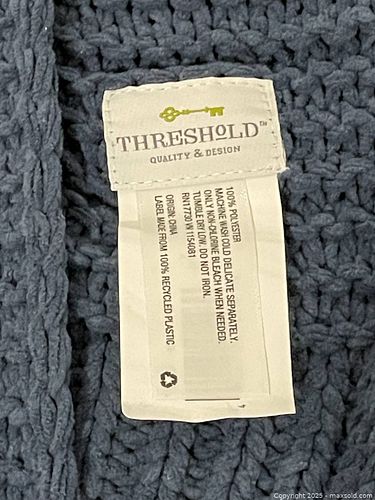 THRESHOLD™
QUALITY & DESIGN
100% POLYESTER
MACHINE WASH COLD DELICATE SEPARATELY.
ONLY NON-CHLORINE BLEACH WHEN NEEDED.
TUMBLE DRY LOW. DO NOT IRON.
RN17730 W 1154081
ORIGIN: CHINA
LABEL MADE FROM 100% RECYCLED PLASTIC
Copyright 2025 - maxsold.com